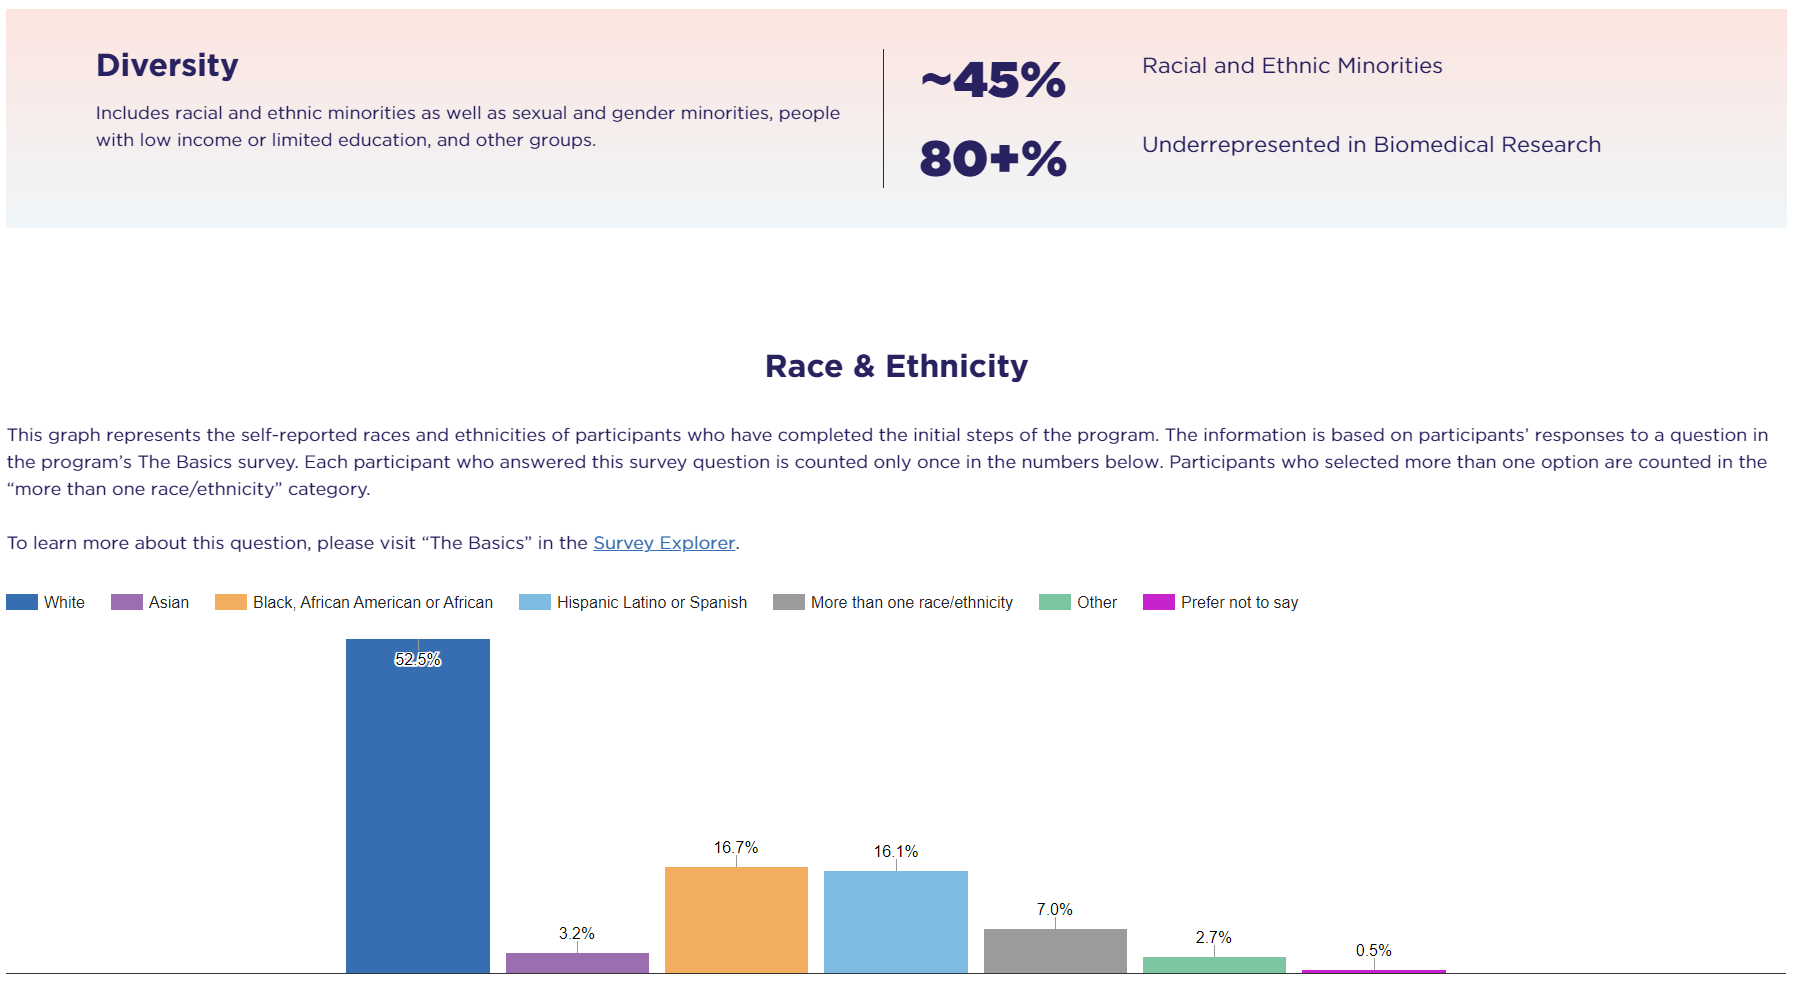 Diversity
Includes racial and ethnic minorities as well as sexual and gender minorities, people
with low income or limited education, and other groups.
~45%
Racial and Ethnic Minorities
80+%
Underrepresented in Biomedical Research
Race & Ethnicity
This graph represents the self-reported races and ethnicities of participants who have completed the initial steps of the program. The information is based on participants’ responses to a question in
the program’s The Basics survey. Each participant who answered this survey question is counted only once in the numbers below. Participants who selected more than one option are counted in the
“more than one race/ethnicity” category.
To learn more about this question, please visit “The Basics” in the Survey Explorer.
White Asian Black, African American or African Hispanic Latino or Spanish More than one race/ethnicity Other Prefer not to say
52.5%
3.2%
16.7%
16.1%
7.0%
2.7%
0.5%